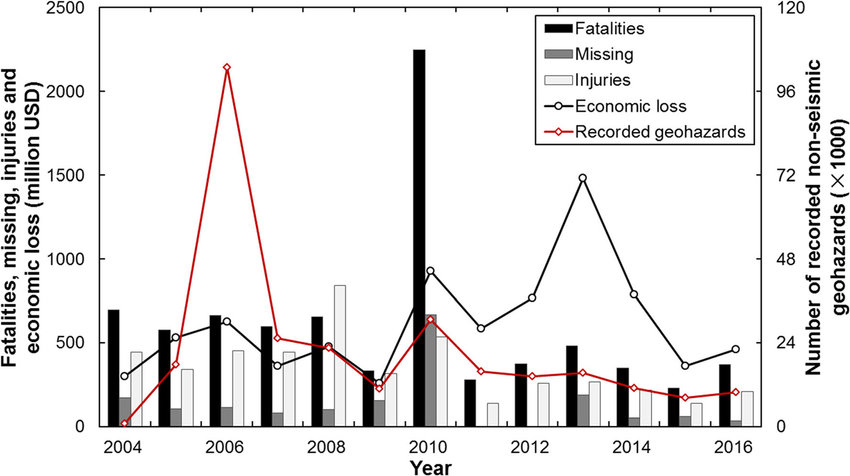 2500
2000
1500
1000
500
0
Fatalities, missing, injuries and
economic loss (million USD)
Fatalities
Missing
Injuries
Economic loss
Recorded geohazards
120
96
72
48
24
0
Number of recorded non-seismic
geohazards (×1000)
2004
2006
2008
2010
2012
2014
2016
Year